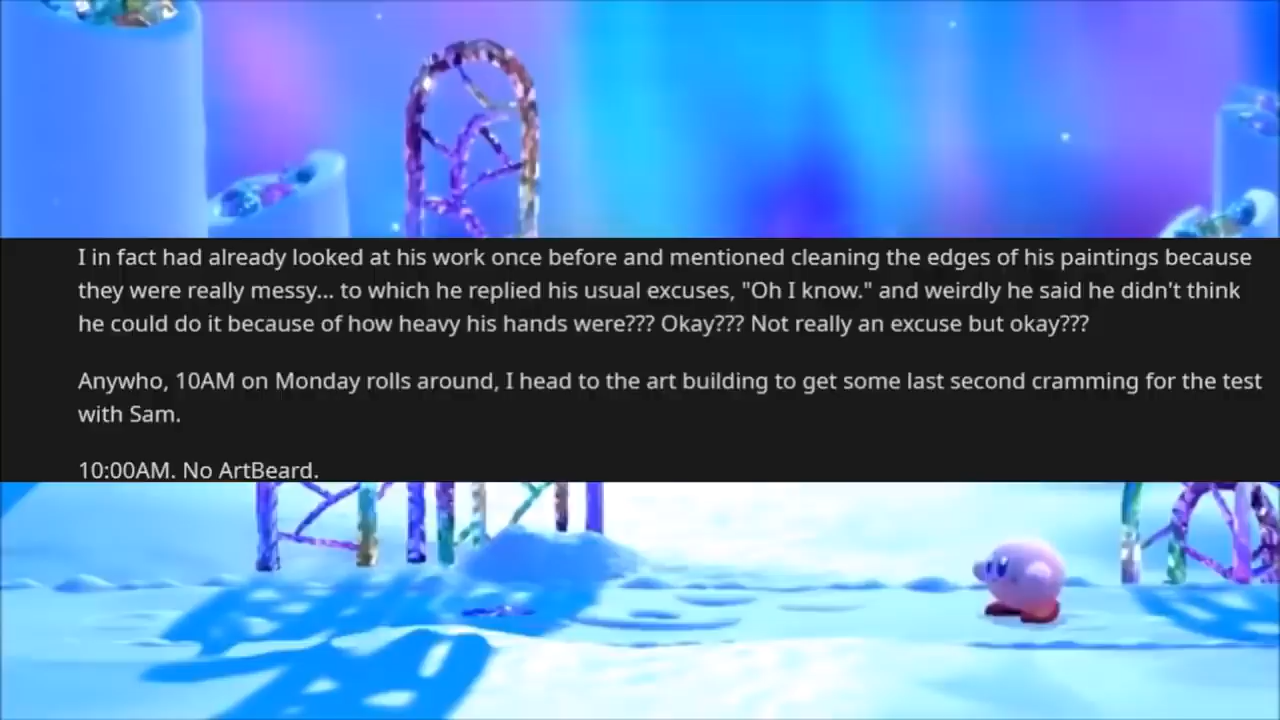 I in fact had already looked at his work once before and mentioned cleaning the edges of his paintings because
they were really messy... to which he replied his usual excuses, "Oh I know." and weirdly he said he didn't think
he could do it because of how heavy his hands were??? Okay??? Not really an excuse but okay???
Anywho, 10AM on Monday rolls around, I head to the art building to get some last second cramming for the test
with Sam.
10:00AM. No ArtBeard.